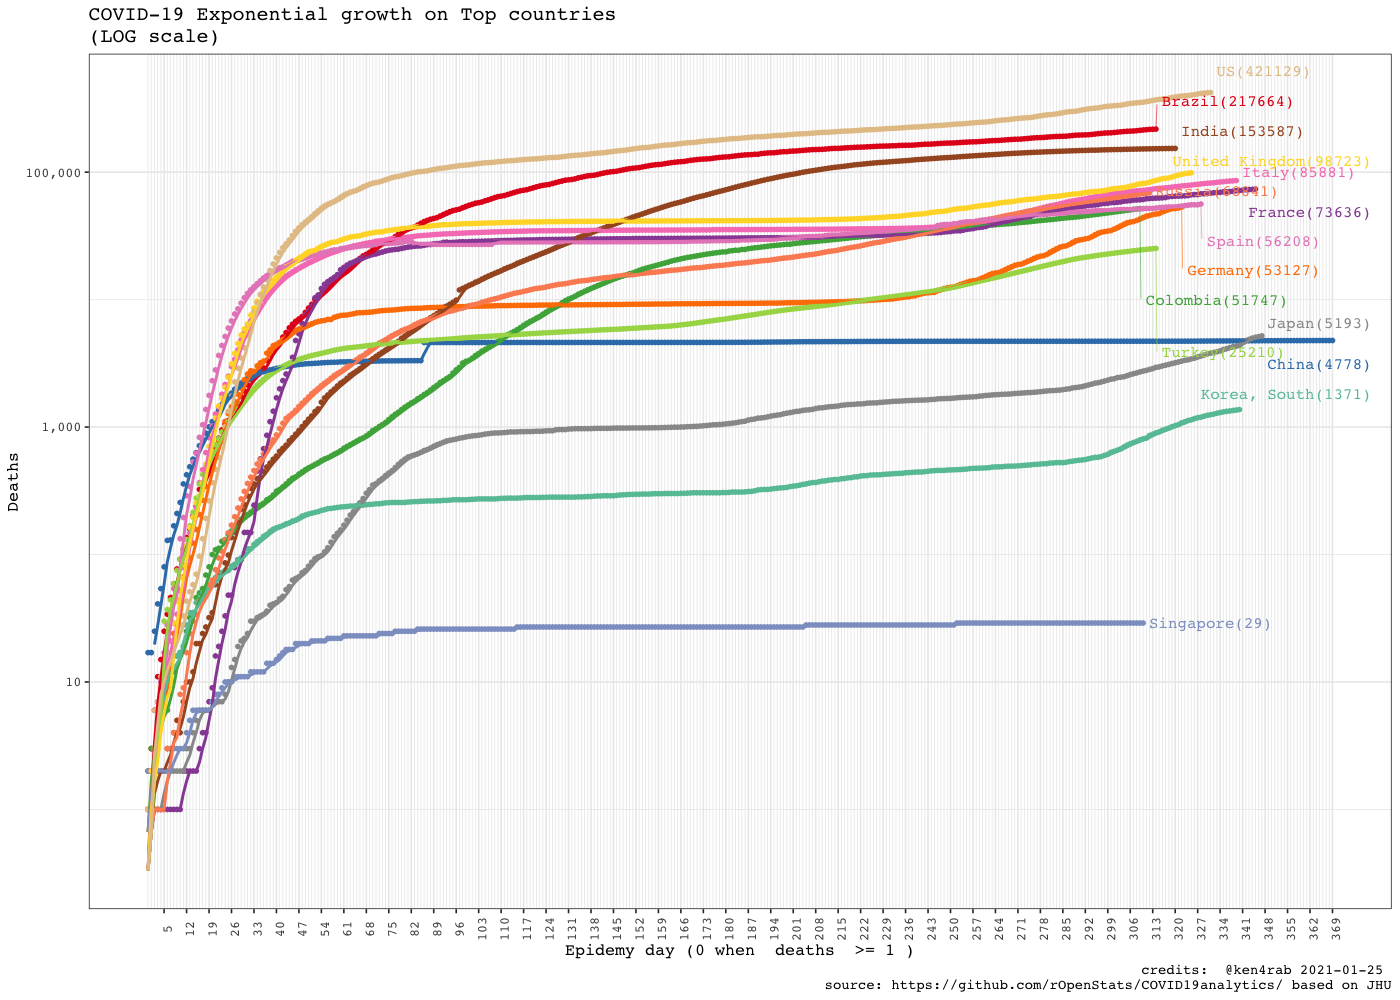 COVID-19 Exponential growth on Top countries
(LOG scale)
US(421129)
Brazil(217664)
India(153587)
United Kingdom(98723)
Italy(85881)
France(73636)
Spain(56208)
Germany(53127)
Colombia(51747)
Japan(5193)
Turkey(25210)
China(4778)
Korea, South(1371)
Singapore(29)
100,000
1,000
10
Deaths
5 12 19 26 33 40 47 54 61 68 75 82 89 96 103 110 117 124 131 138 145 152 159 166 173 180 187 194 201 208 215 222 229 236 243 250 257 264 271 278 285 292 299 306 313 320 327 334 341 348 355 362 369
Epidemy day (0 when  deaths  >= 1 )
credits:  @ken4rab 2021-01-25
source: https://github.com/rOpenStats/COVID19analytics/ based on JHU